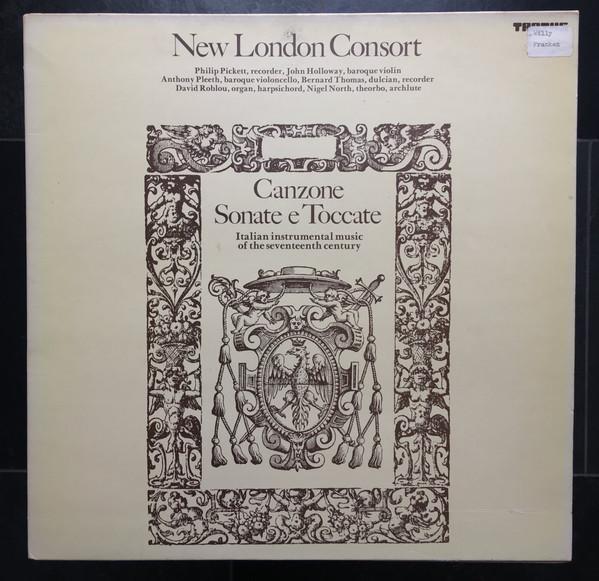 New London Consort
Willy
Franken
Philip Pickett, recorder, John Holloway, baroque violin
Anthony Pleeth, baroque violoncello, Bernard Thomas, dulcian, recorder
David Roblou, organ, harpsichord, Nigel North, theorbo, archlute
Canzone
Sonate e Toccate
Italian instrumental music
of the seventeenth century